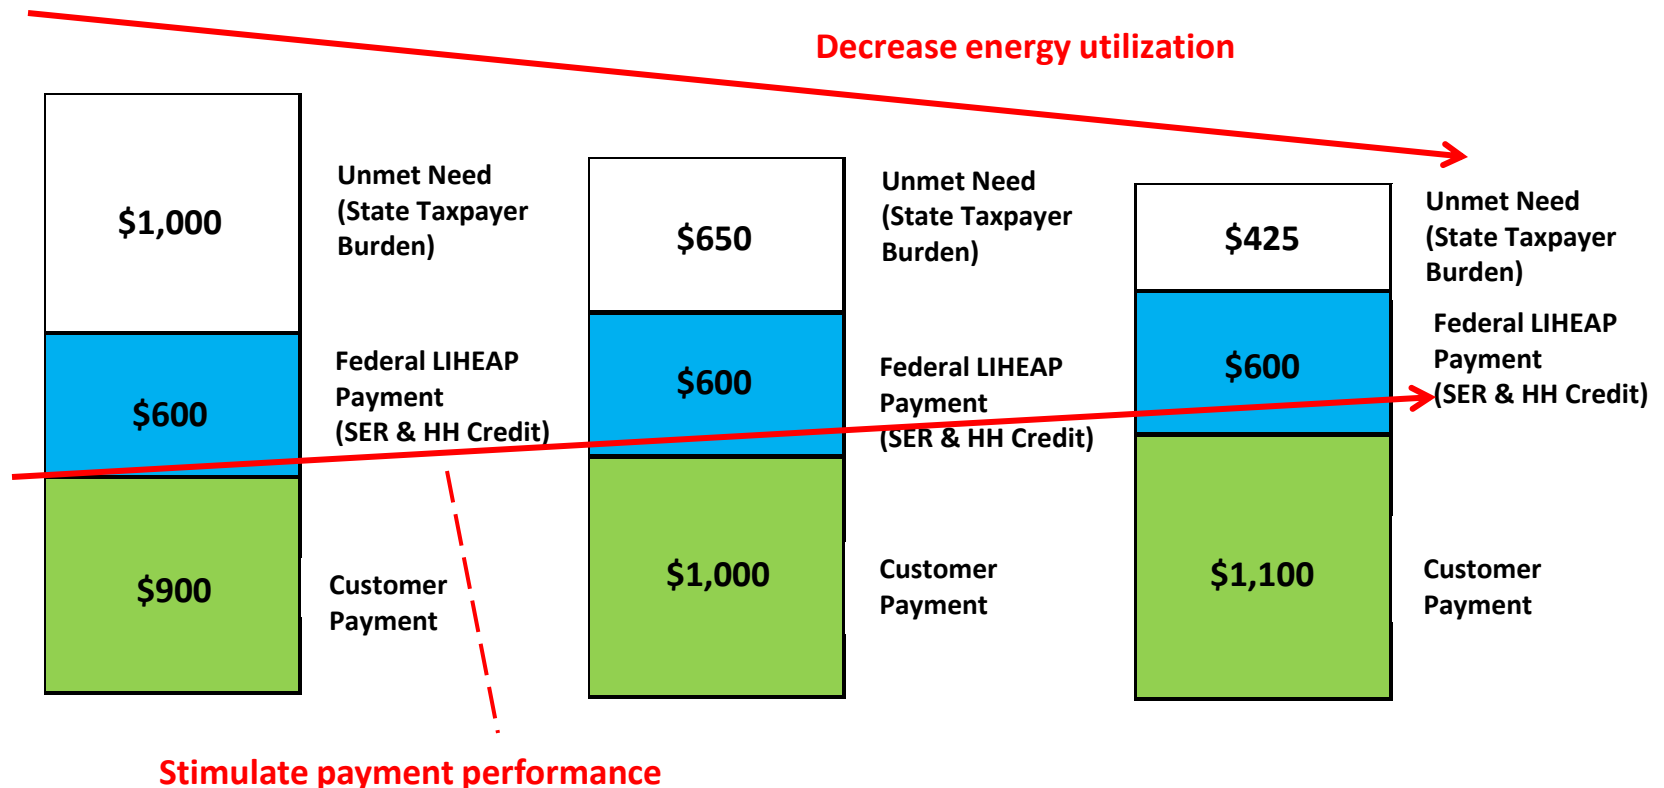 Decrease energy utilization
$1,000
Unmet Need
(State Taxpayer
Burden)
$600
Federal LIHEAP
Payment
(SER & HH Credit)
$900
Customer
Payment
$650
Unmet Need
(State Taxpayer
Burden)
$600
Federal LIHEAP
Payment
(SER & HH Credit)
$1,000
Customer
Payment
$425
Unmet Need
(State Taxpayer
Burden)
$600
Federal LIHEAP
Payment
(SER & HH Credit)
$1,100
Customer
Payment
Stimulate payment performance